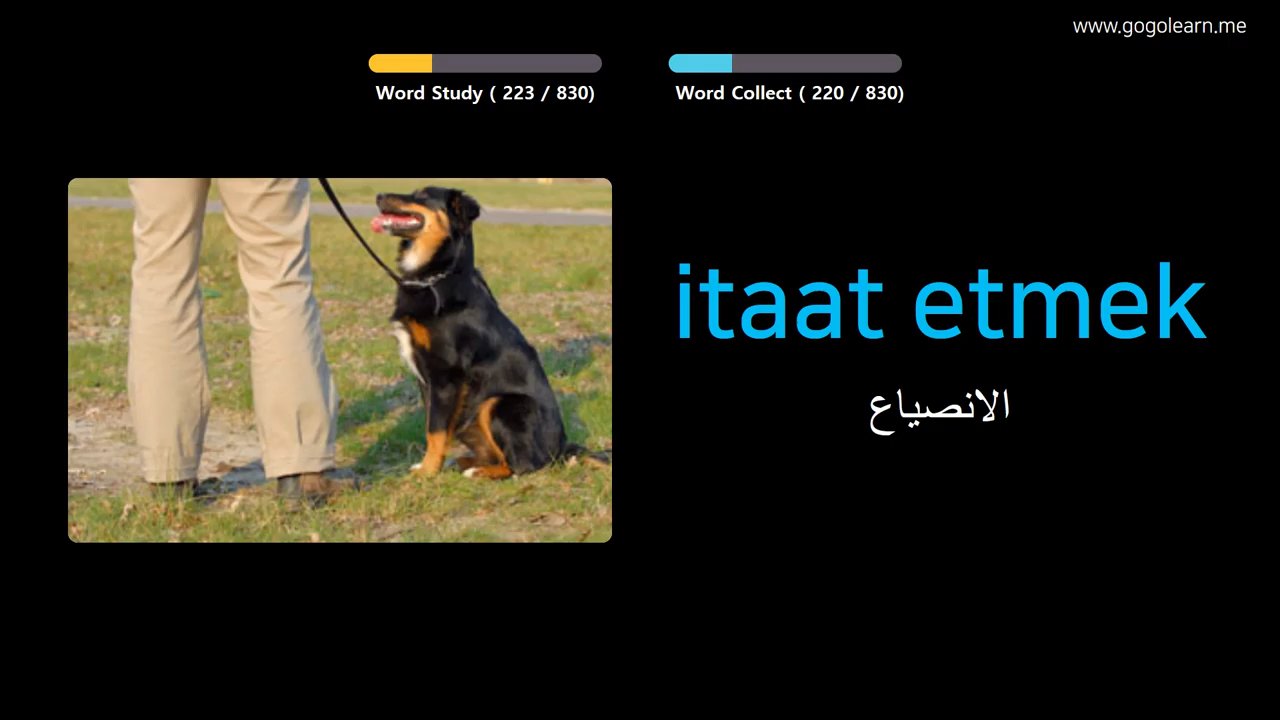 www.gogolearn.me
Word Study ( 223 / 830)
Word Collect ( 220 / 830)
itaat etmek
الانصياع